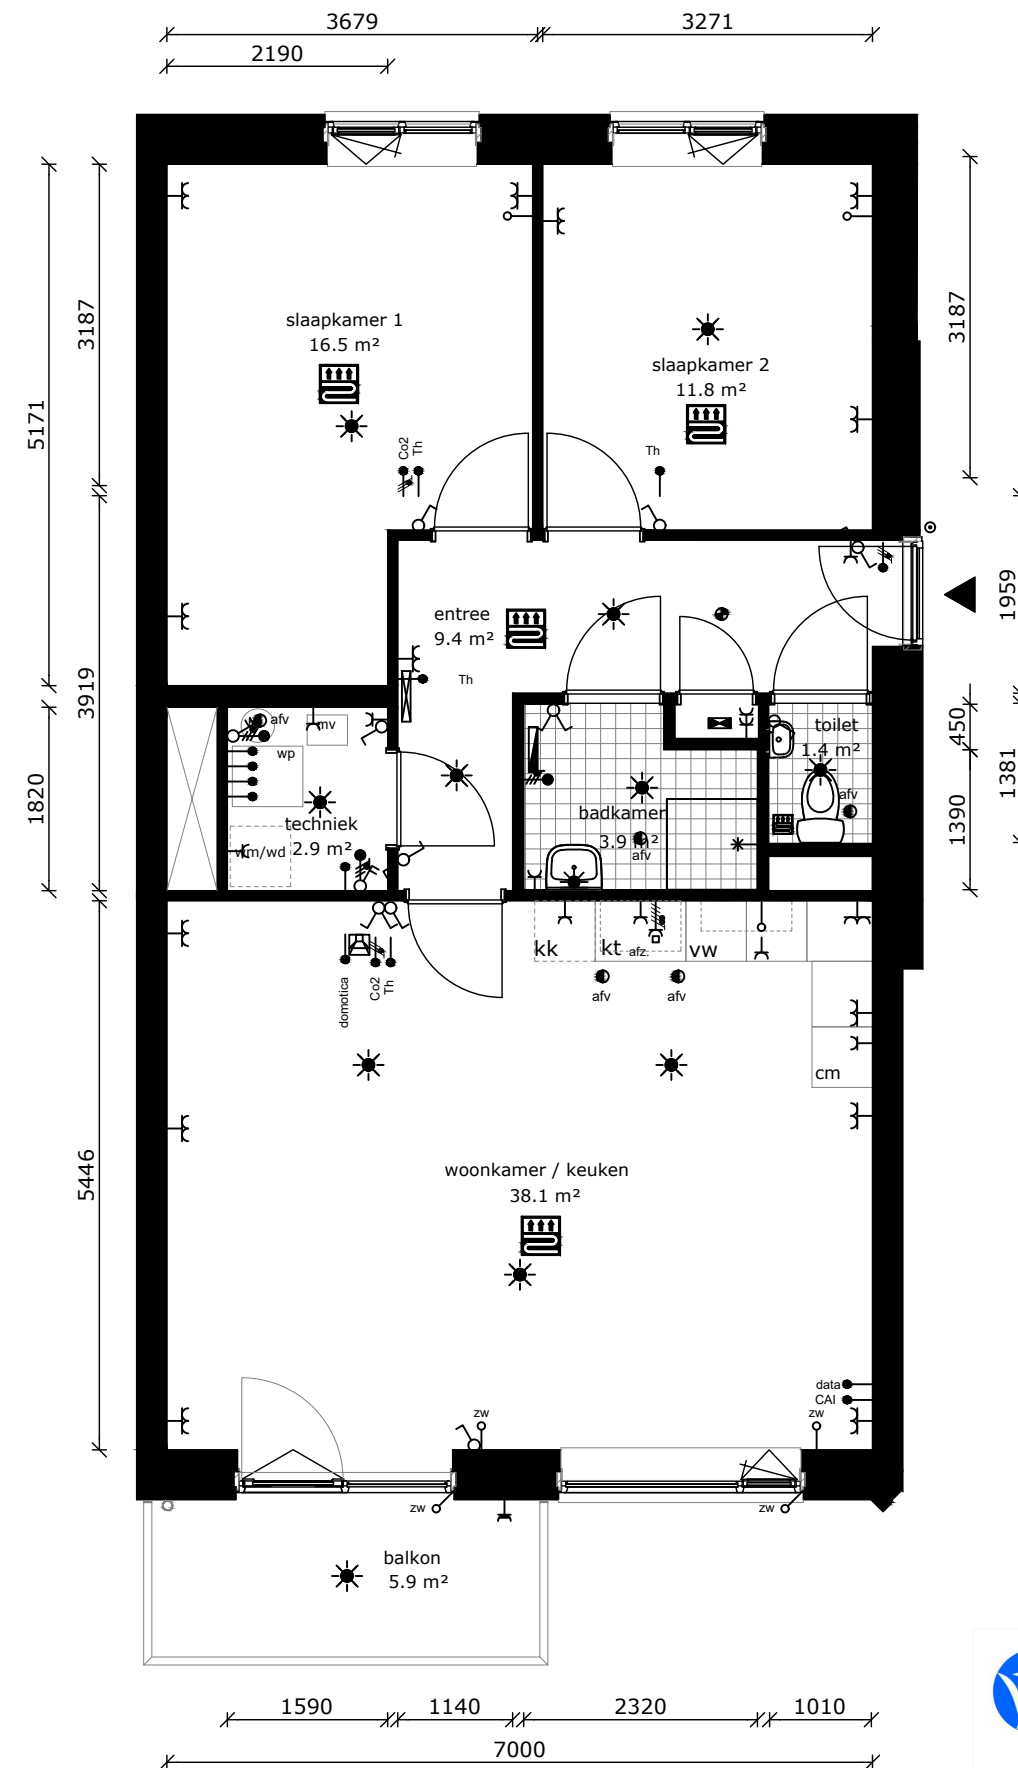 3679
3271
2190
3187
5171
3187
slaapkamer 1
16.5 m²
slaapkamer 2
11.8 m²
Co2
Th
Th
1959
entree
9.4 m²
Th
3919
1820
afv
mv
wp
techniek
2.9 m²
wm/wd
badkamer
3.9 m²
afv
toilet
1.4 m²
afv
450
1390
1381
kk
kt
afz.
vw
afv
afv
domotica
Co2
Th
cm
5446
woonkamer / keuken
38.1 m²
data
CAI
zw
zw
zw
zw
balkon
5.9 m²
1590
1140
2320
1010
7000